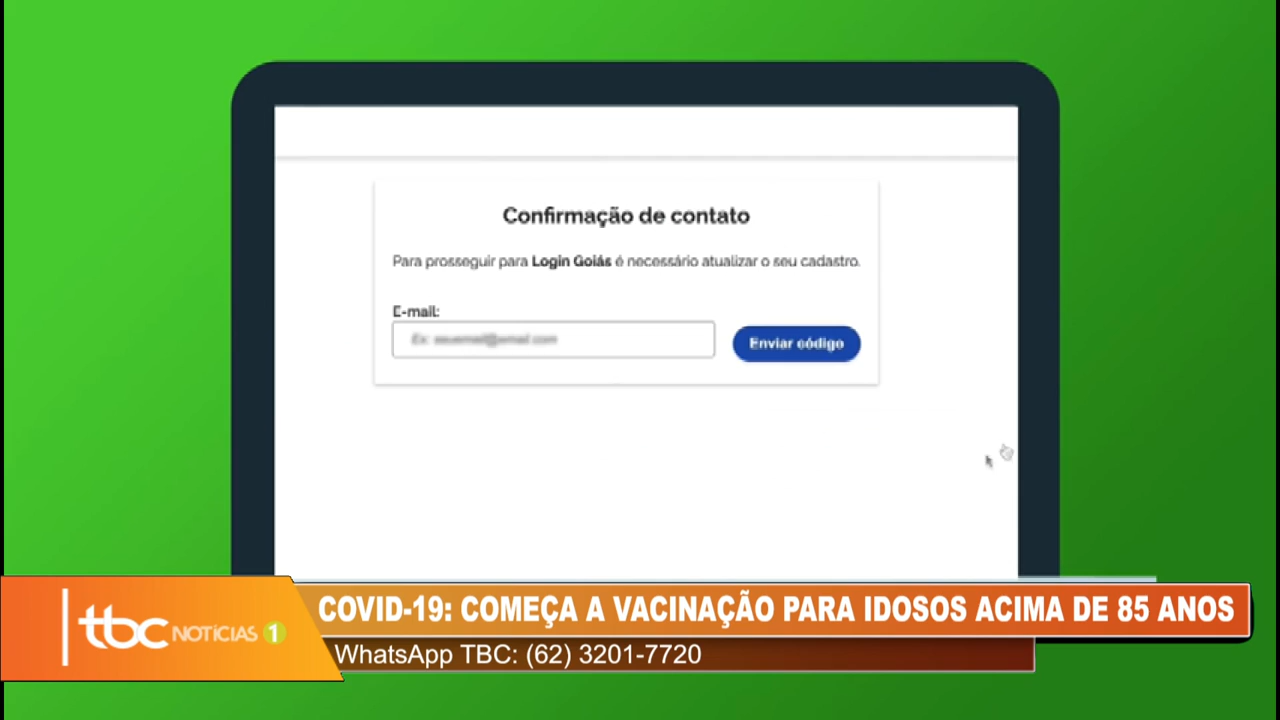 Confirmação de contato
Para prosseguir para Login Goiás é necessário atualizar o seu cadastro.
E-mail:
Enviar código
COVID-19: COMEÇA A VACINAÇÃO PARA IDOSOS ACIMA DE 85 ANOS
tbc NOTÍCIAS 1
WhatsApp TBC: (62) 3201-7720